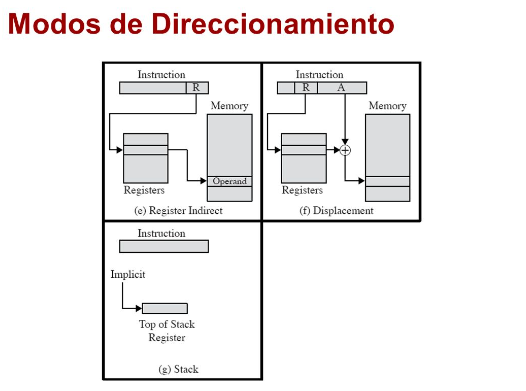 Modos de Direccionamiento
Instruction
R
Memory
Operand
Registers
(e) Register Indirect
Instruction
R A
Memory
+
Registers
(f) Displacement
Instruction
Implicit
Top of Stack
Register
(g) Stack